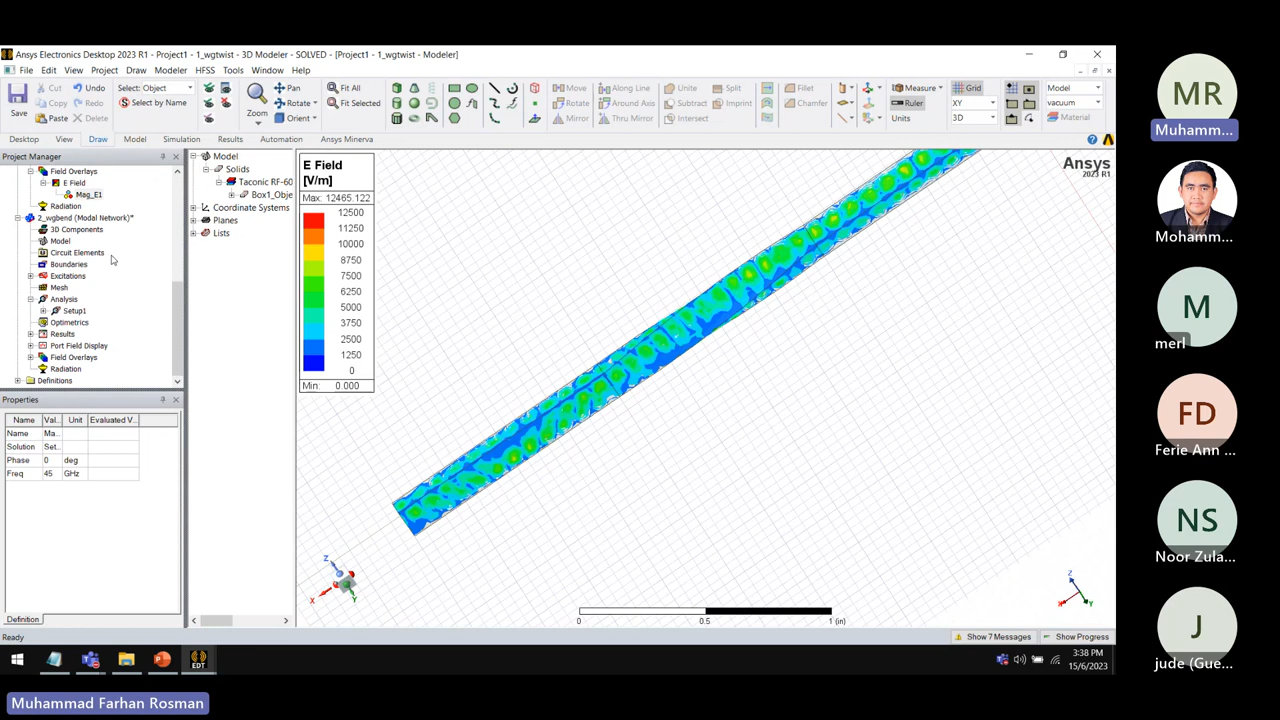 Ansys Electronics Desktop 2023 R1 - Project1 - 1_wgtwist - 3D Modeler - SOLVED - [Project1 - 1_wgtwist - Modeler]
File Edit View Project Draw Modeler HFSS Tools Window Help
Save
Cut
Copy
Paste
Undo
Redo
Delete
Select: Object
Select by Name
Zoom
Pan
Rotate
Orient
Fit All
Fit Selected
Move
Rotate
Mirror
Along Line
Around Axis
Thru Mirror
Unite
Subtract
Intersect
Split
Imprint
Fillet
Chamfer
Measure
Ruler
Units
Grid
XY
3D
Model
vacuum
Material
Desktop View Draw Model Simulation Results Automation Ansys Minerva
Project Manager
Field Overlays
E Field
Mag_E1
Radiation
2_wgbend (Modal Network)*
3D Components
Model
Circuit Elements
Boundaries
Excitations
Mesh
Analysis
Setup1
Optimetrics
Results
Port Field Display
Field Overlays
Radiation
Definitions
Properties
Name Val... Unit Evaluated V...
Name Ma...
Solution Set...
Phase 0 deg
Freq 45 GHz
Definition
Model
Solids
Taconic RF-60
Box1_Obje
Coordinate Systems
Planes
Lists
E Field
[V/m]
Max: 12465.122
12500
11250
10000
8750
7500
6250
5000
3750
2500
1250
0
Min: 0.000
Ansys
2023 R1
Z
X
Y
0 0.5 1 (in)
Z
X
Y
Ready
Show 7 Messages
Show Progress
EDT
3:38 PM
15/6/2023
Muhammad Farhan Rosman
MR
Muhamm...
Mohamm...
M
merl
FD
Ferie Ann ...
NS
Noor Zula...
J
jude (Gue...